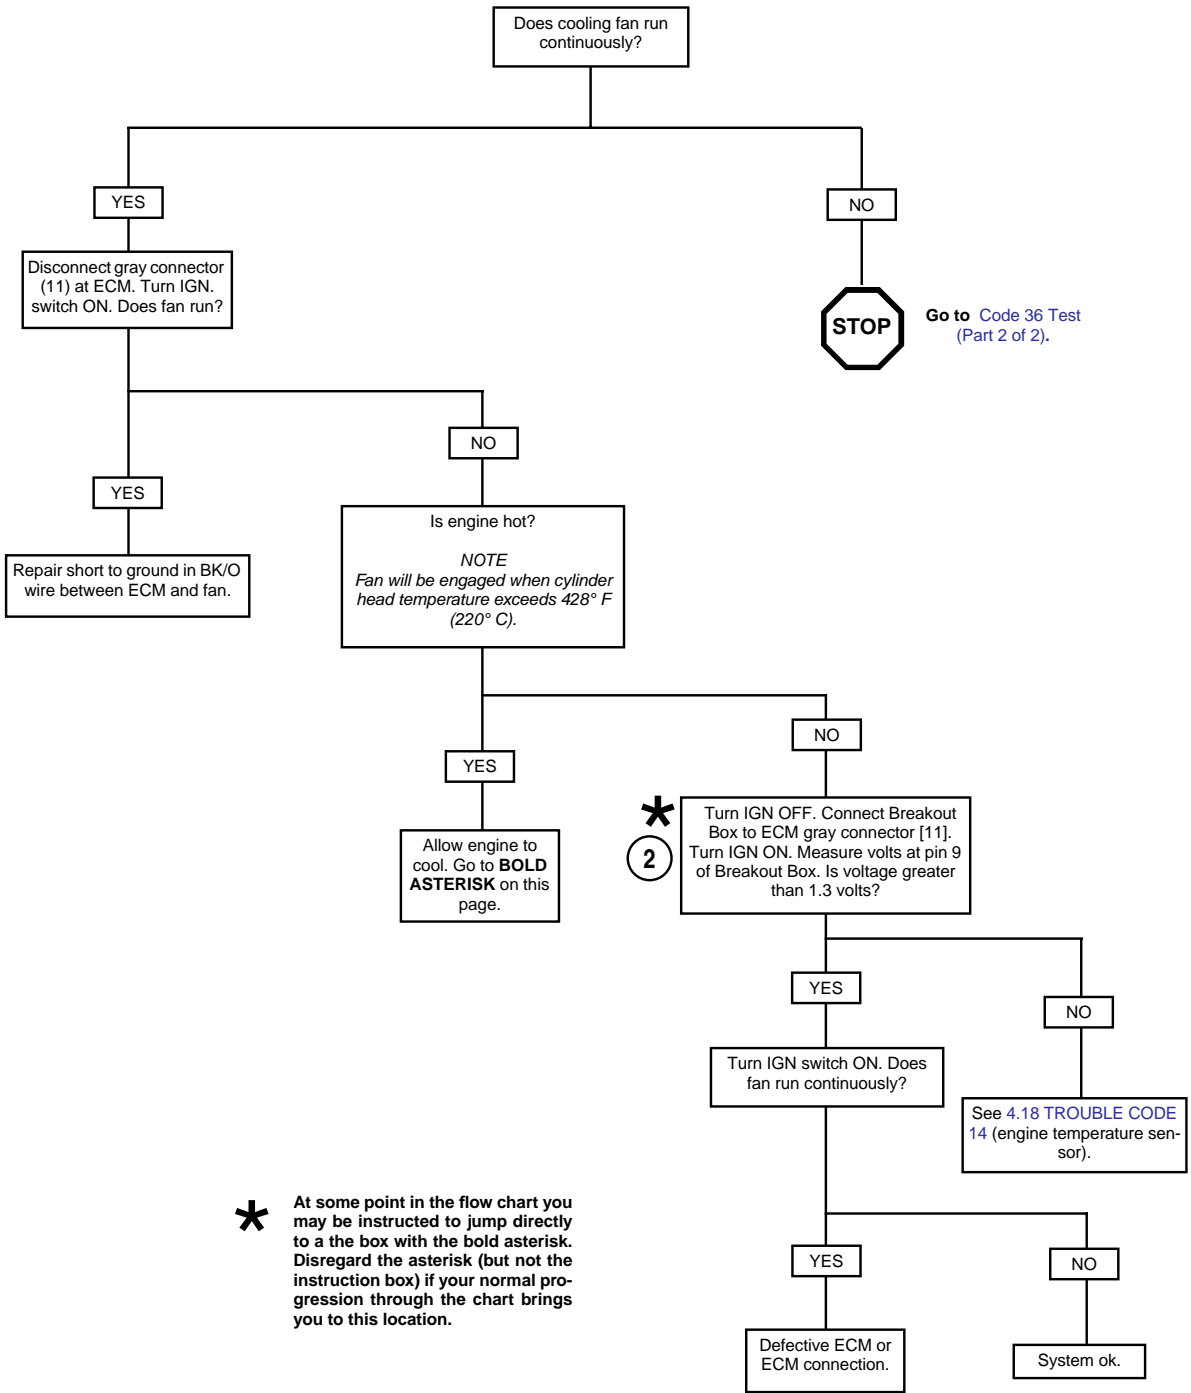 Does cooling fan run
continuously?
YES
NO
Disconnect gray connector
(11) at ECM. Turn IGN.
switch ON. Does fan run?
STOP
Go to Code 36 Test
(Part 2 of 2).
NO
YES
Repair short to ground in BK/O
wire between ECM and fan.
Is engine hot?
NOTE
Fan will be engaged when cylinder
head temperature exceeds 428° F
(220° C).
YES
NO
Allow engine to
cool. Go to BOLD
ASTERISK on this
page.
*
2
Turn IGN OFF. Connect Breakout
Box to ECM gray connector [11].
Turn IGN ON. Measure volts at pin 9
of Breakout Box. Is voltage greater
than 1.3 volts?
YES
NO
Turn IGN switch ON. Does
fan run continuously?
See 4.18 TROUBLE CODE
14 (engine temperature sen-
sor).
*
At some point in the flow chart you
may be instructed to jump directly
to a the box with the bold asterisk.
Disregard the asterisk (but not the
instruction box) if your normal pro-
gression through the chart brings
you to this location.
YES
NO
Defective ECM or
ECM connection.
System ok.